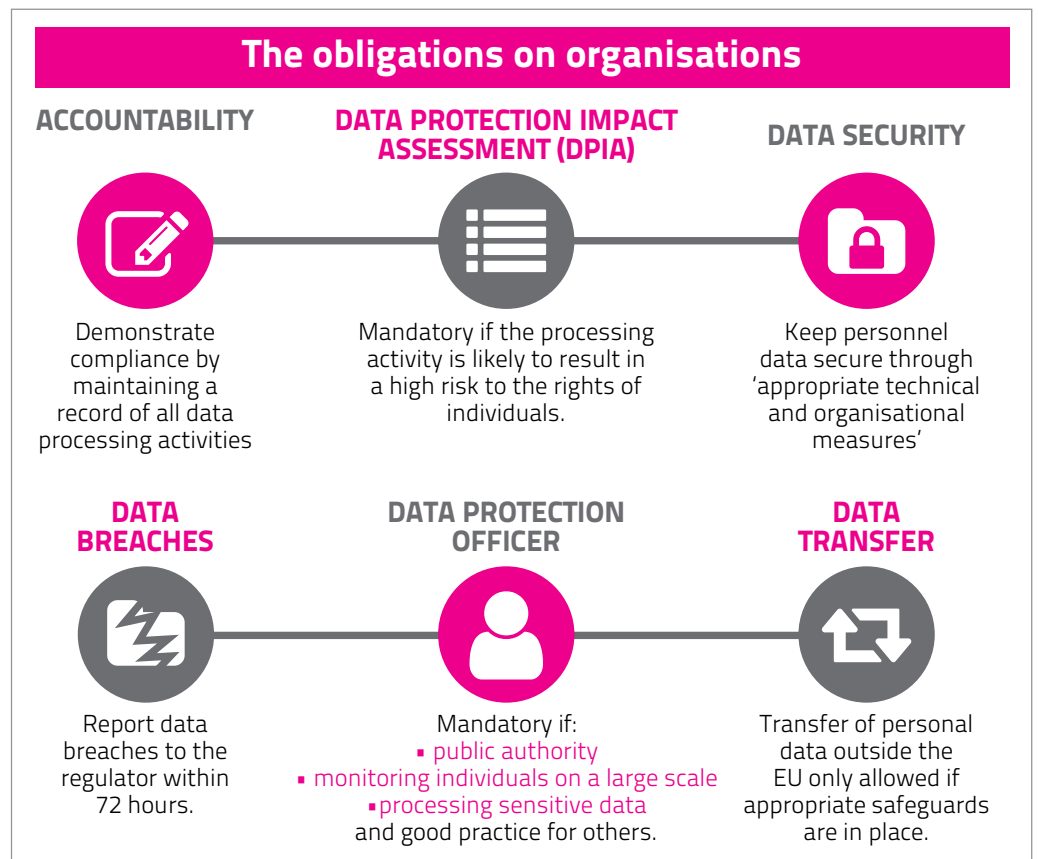 The obligations on organisations
ACCOUNTABILITY
Demonstrate
compliance by
maintaining a
record of all data
processing activities
DATA PROTECTION IMPACT
ASSESSMENT (DPIA)
Mandatory if the processing
activity is likely to result in
a high risk to the rights of
individuals.
DATA SECURITY
Keep personnel
data secure through
‘appropriate technical
and organisational
measures’
DATA
BREACHES
Report data
breaches to the
regulator within
72 hours.
DATA PROTECTION
OFFICER
Mandatory if:
▪ public authority
▪ monitoring individuals on a large scale
▪processing sensitive data
and good practice for others.
DATA
TRANSFER
Transfer of personal
data outside the
EU only allowed if
appropriate safeguards
are in place.